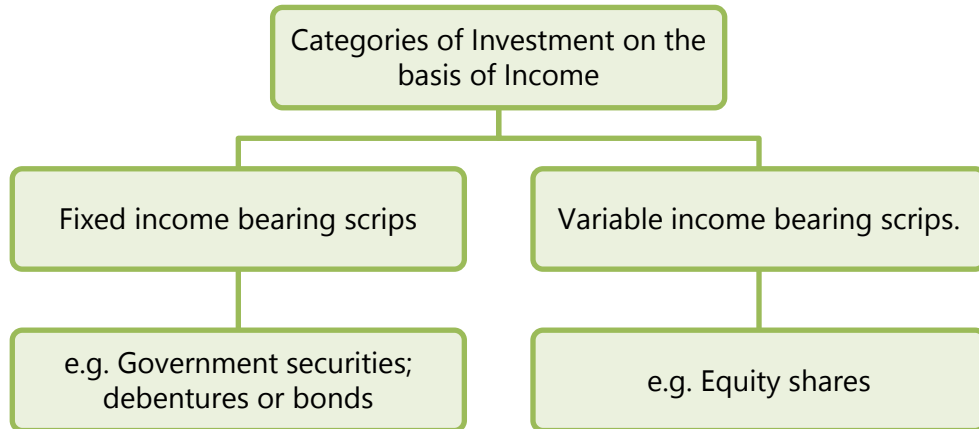 Categories of Investment on the
basis of Income
Fixed income bearing scrips
Variable income bearing scrips.
e.g. Government securities;
debentures or bonds
e.g. Equity shares